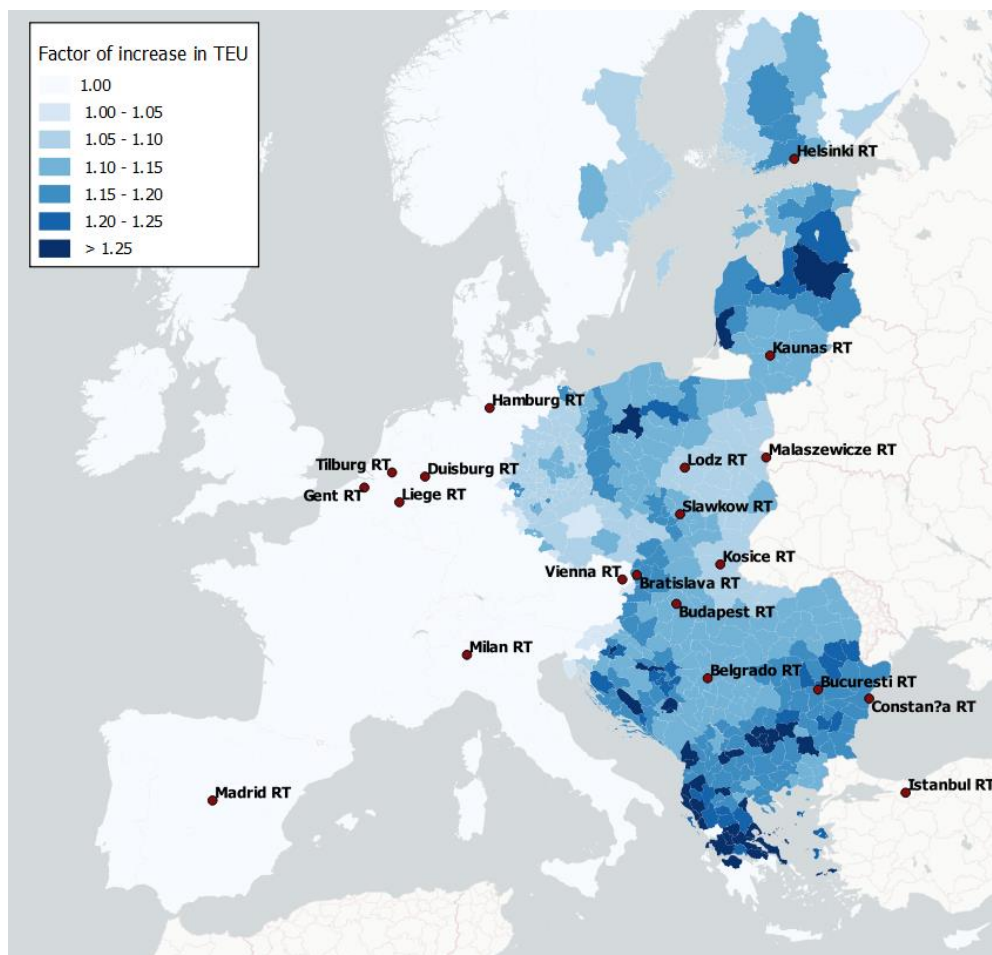 Factor of increase in TEU
1.00
1.00 - 1.05
1.05 - 1.10
1.10 - 1.15
1.15 - 1.20
1.20 - 1.25
> 1.25
Helsinki RT
Kaunas RT
Hamburg RT
Malaszewicze RT
Lodz RT
Tilburg RT
Duisburg RT
Gent RT
Liege RT
Slawkow RT
Kosice RT
Vienna RT
Bratislava RT
Budapest RT
Milan RT
Belgrado RT
Bucuresti RT
Constan?a RT
Istanbul RT
Madrid RT